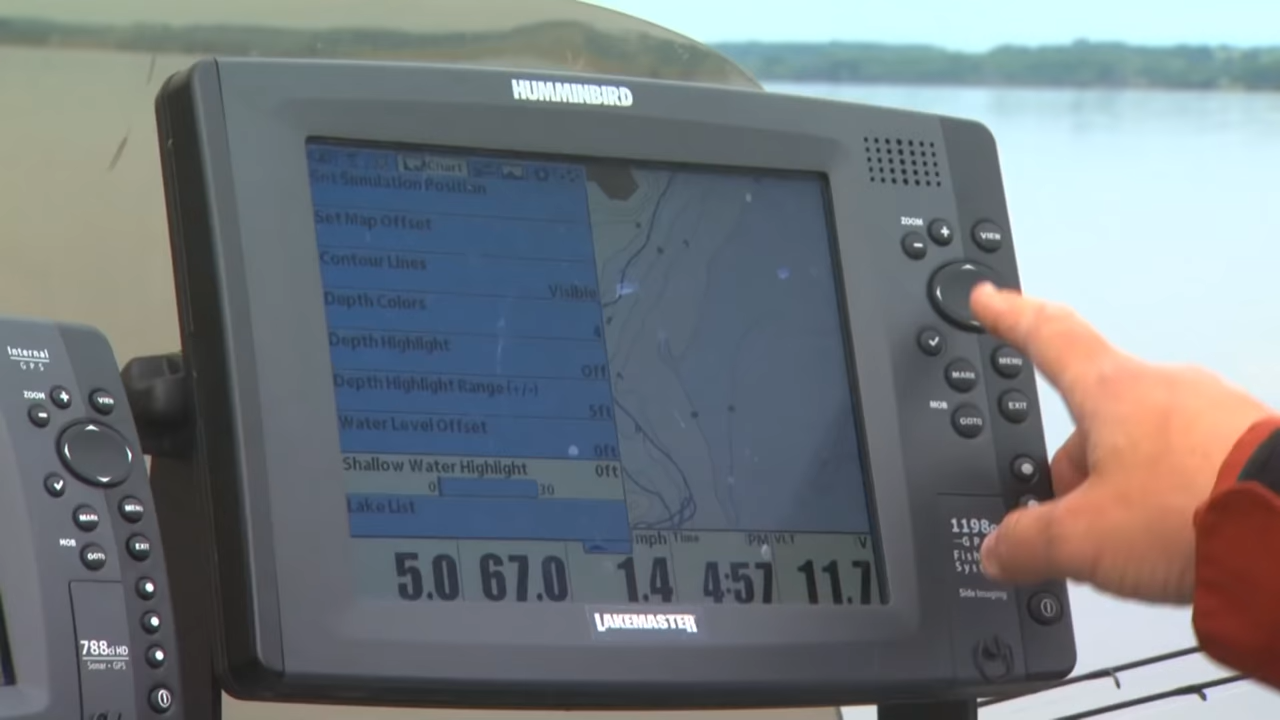 HUMMINBIRD
Chart
Set Simulation Position
Set Map Offset
Contour Lines
Visible
Depth Colors
4
Depth Highlight
Off
Depth Highlight Range (+/-)
5ft
Water Level Offset
0ft
Shallow Water Highlight
0ft
0 30
Lake List
mph Time PM VLT V
5.0 67.0 1.4 4:57 11.7
LAKEMASTER
ZOOM
+
-
VIEW
MARK
MENU
MOB
GOTO
EXIT
1198c
GP
Fish
Sys
Side Imaging
Internal
GPS
ZOOM
+
-
VIEW
MARK
MENU
MOB
GOTO
EXIT
788ci HD
Sonar • GPS